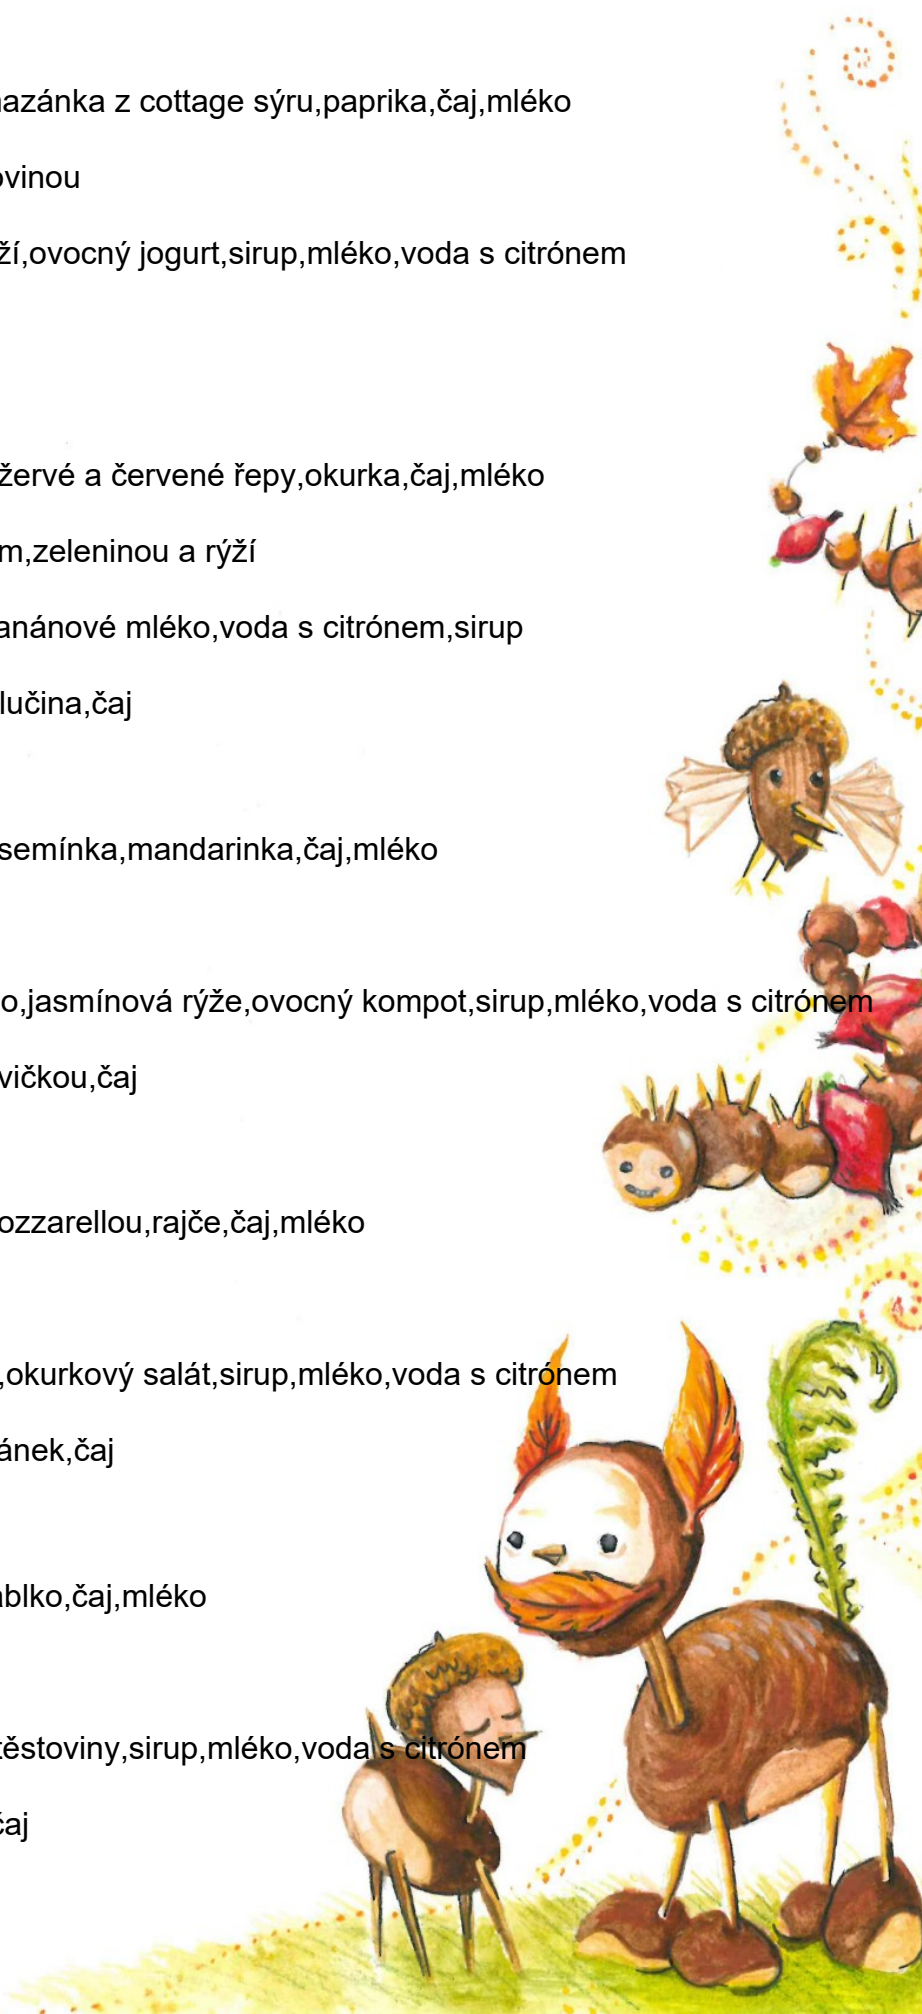 azánka z cottage sýru,paprika,čaj,mléko
ovinou
ží,ovocný jogurt,sirup,mléko,voda s citrónem
žervé a červené řepy,okurka,čaj,mléko
m,zeleninou a rýží
anánové mléko,voda s citrónem,sirup
lučina,čaj
semínka,mandarinka,čaj,mléko
o,jasmínová rýže,ovocný kompot,sirup,mléko,voda s citrónem
vičkou,čaj
ozzarellou,rajče,čaj,mléko
,okurkový salát,sirup,mléko,voda s citrónem
ánek,čaj
ablko,čaj,mléko
těstoviny,sirup,mléko,voda s citrónem
čaj